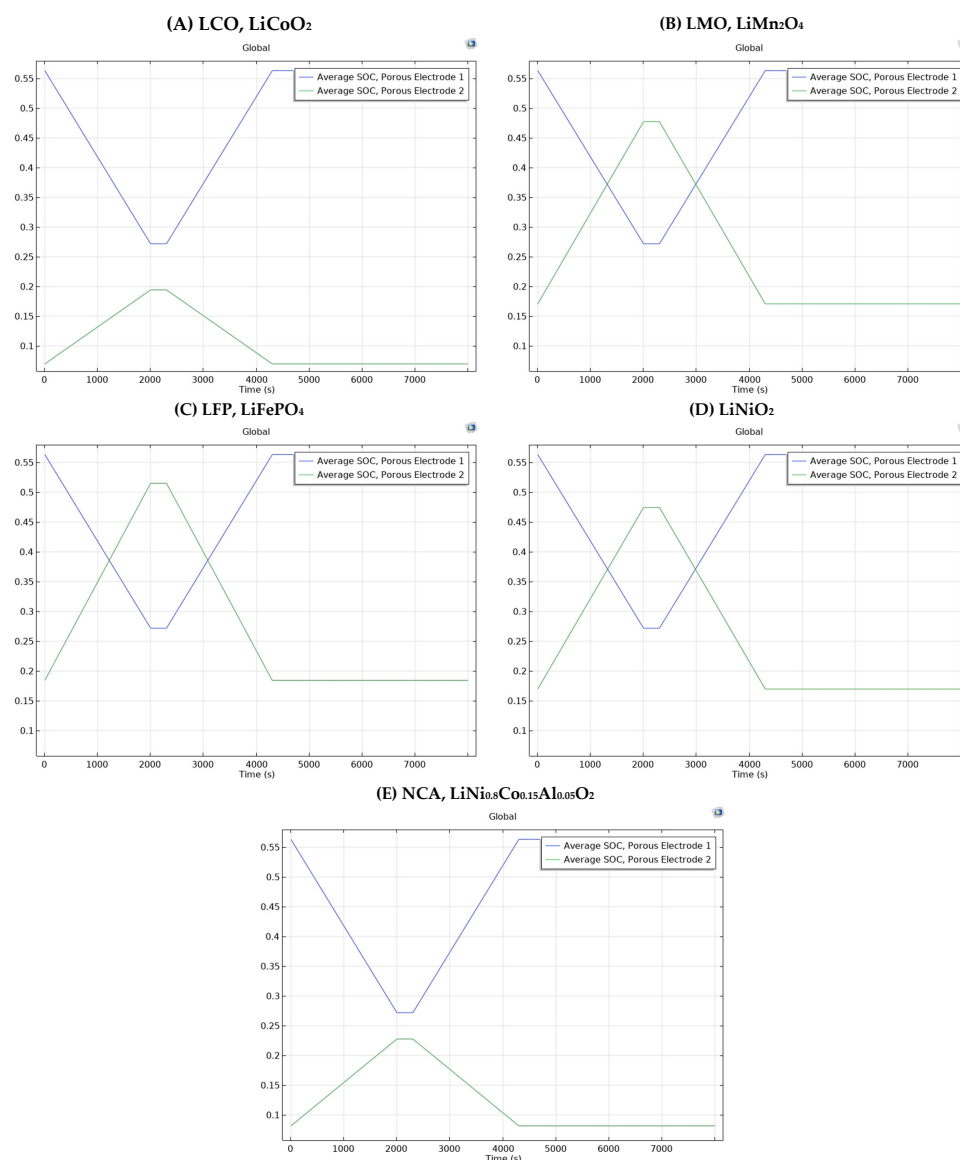 (A) LCO, LiCoO₂
Global
Average SOC, Porous Electrode 1
Average SOC, Porous Electrode 2
0.55
0.5
0.45
0.4
0.35
0.3
0.25
0.2
0.15
0.1
0 1000 2000 3000 4000 5000 6000 7000
Time (s)
(B) LMO, LiMn₂O₄
Global
Average SOC, Porous Electrode 1
Average SOC, Porous Electrode 2
0.55
0.5
0.45
0.4
0.35
0.3
0.25
0.2
0.15
0.1
0 1000 2000 3000 4000 5000 6000 7000
Time (s)
(C) LFP, LiFePO₄
Global
Average SOC, Porous Electrode 1
Average SOC, Porous Electrode 2
0.55
0.5
0.45
0.4
0.35
0.3
0.25
0.2
0.15
0.1
0 1000 2000 3000 4000 5000 6000 7000
Time (s)
(D) LiNiO₂
Global
Average SOC, Porous Electrode 1
Average SOC, Porous Electrode 2
0.55
0.5
0.45
0.4
0.35
0.3
0.25
0.2
0.15
0.1
0 1000 2000 3000 4000 5000 6000 7000
Time (s)
(E) NCA, LiNi₀.₈Co₀.₁₅Al₀.₀₅O₂
Global
Average SOC, Porous Electrode 1
Average SOC, Porous Electrode 2
0.55
0.5
0.45
0.4
0.35
0.3
0.25
0.2
0.15
0.1
0 1000 2000 3000 4000 5000 6000 7000
Time (s)